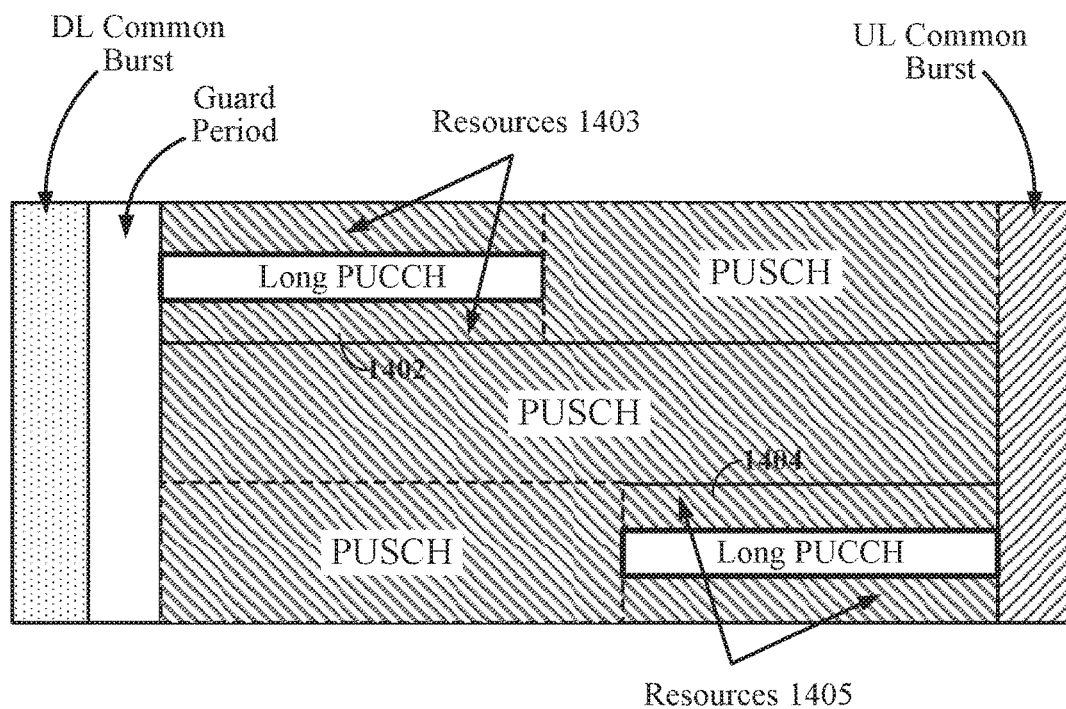 DL Common
Burst
UL Common
Burst
Guard
Period
Resources 1403
Long PUCCH
PUSCH
1402
PUSCH
1404
PUSCH
Long PUCCH
Resources 1405